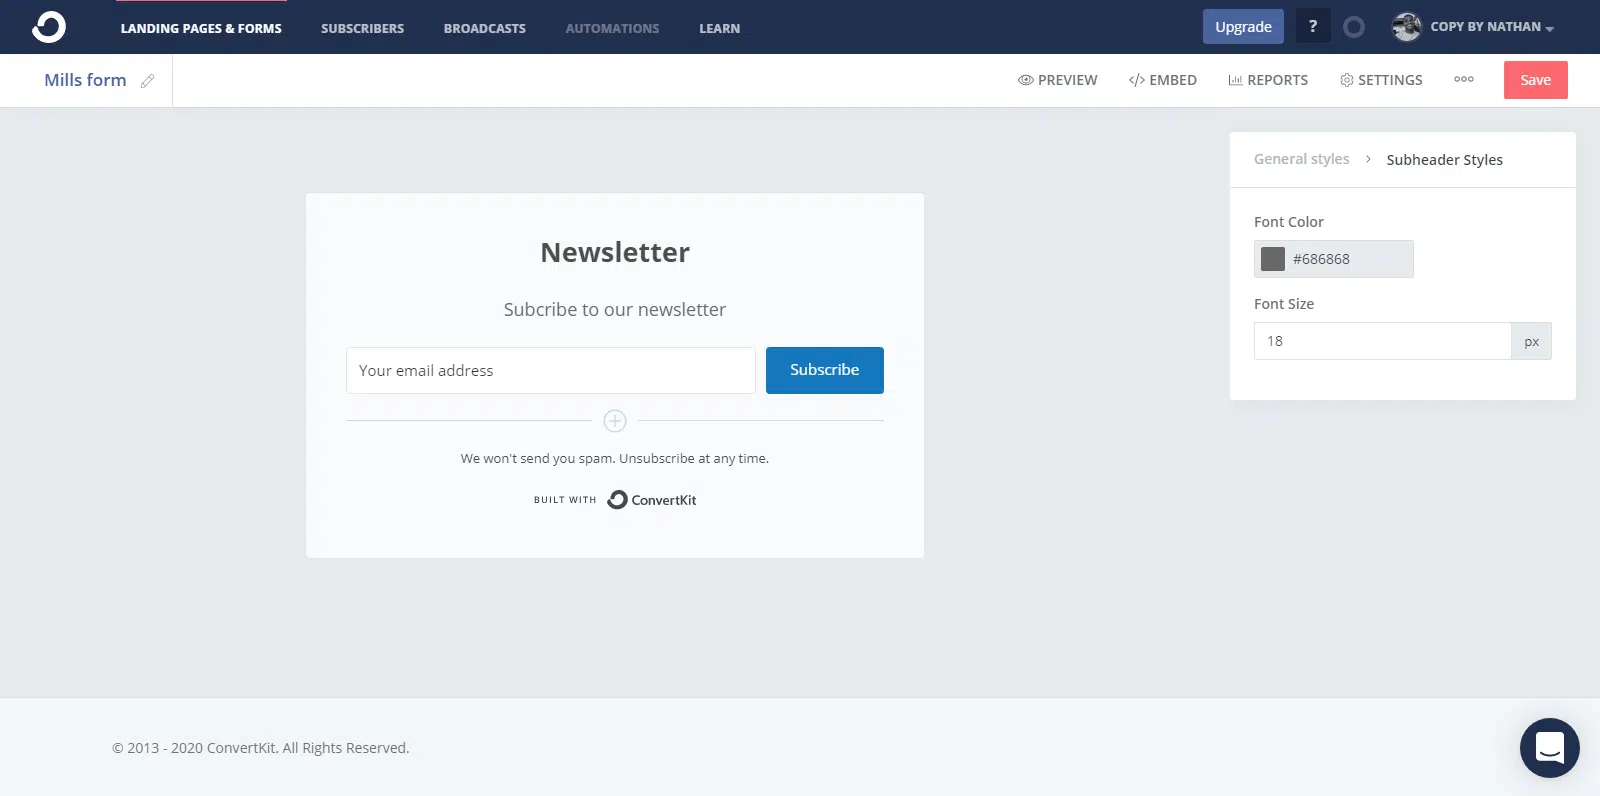 LANDING PAGES & FORMS SUBSCRIBERS BROADCASTS AUTOMATIONS LEARN Upgrade ? COPY BY NATHAN
Mills form PREVIEW </> EMBED REPORTS SETTINGS Save
General styles > Subheader Styles
Font Color
#686868
Font Size
18 px
Newsletter
Subcribe to our newsletter
Your email address Subscribe
We won't send you spam. Unsubscribe at any time.
BUILT WITH ConvertKit
© 2013 - 2020 ConvertKit. All Rights Reserved.